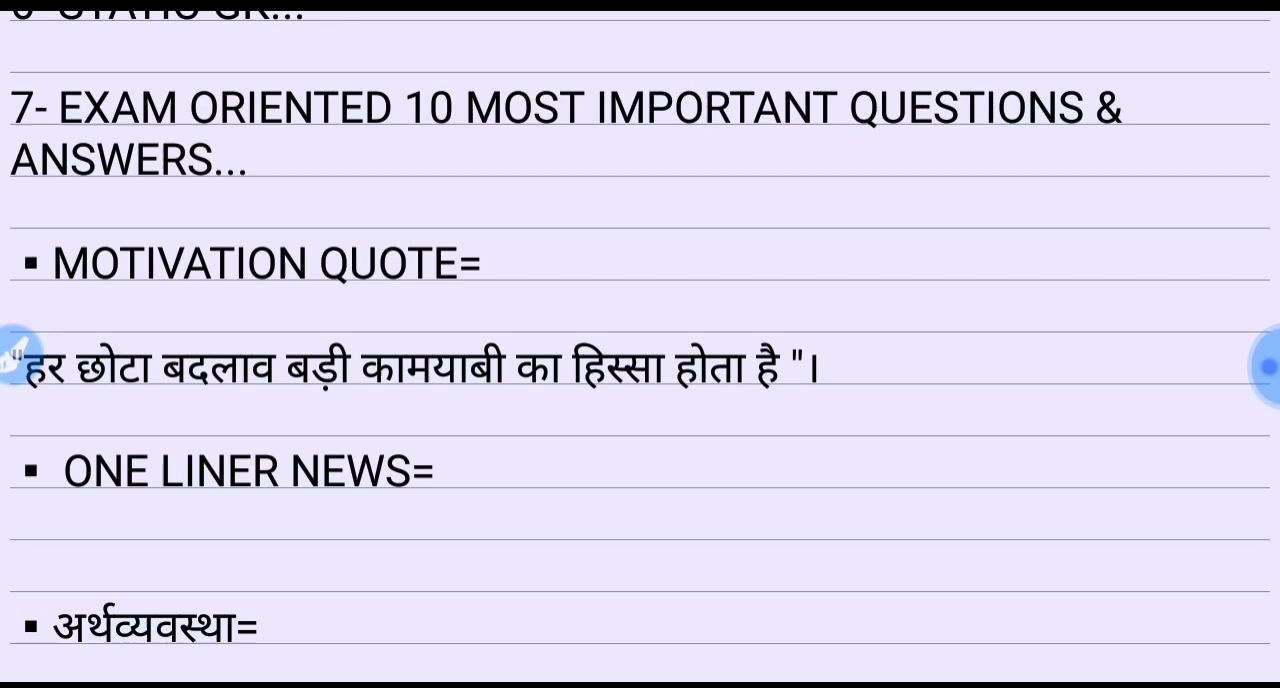 7- EXAM ORIENTED 10 MOST IMPORTANT QUESTIONS &
ANSWERS...
▪ MOTIVATION QUOTE=
"हर छोटा बदलाव बड़ी कामयाबी का हिस्सा होता है "।
▪ ONE LINER NEWS=
▪ अर्थव्यवस्था=